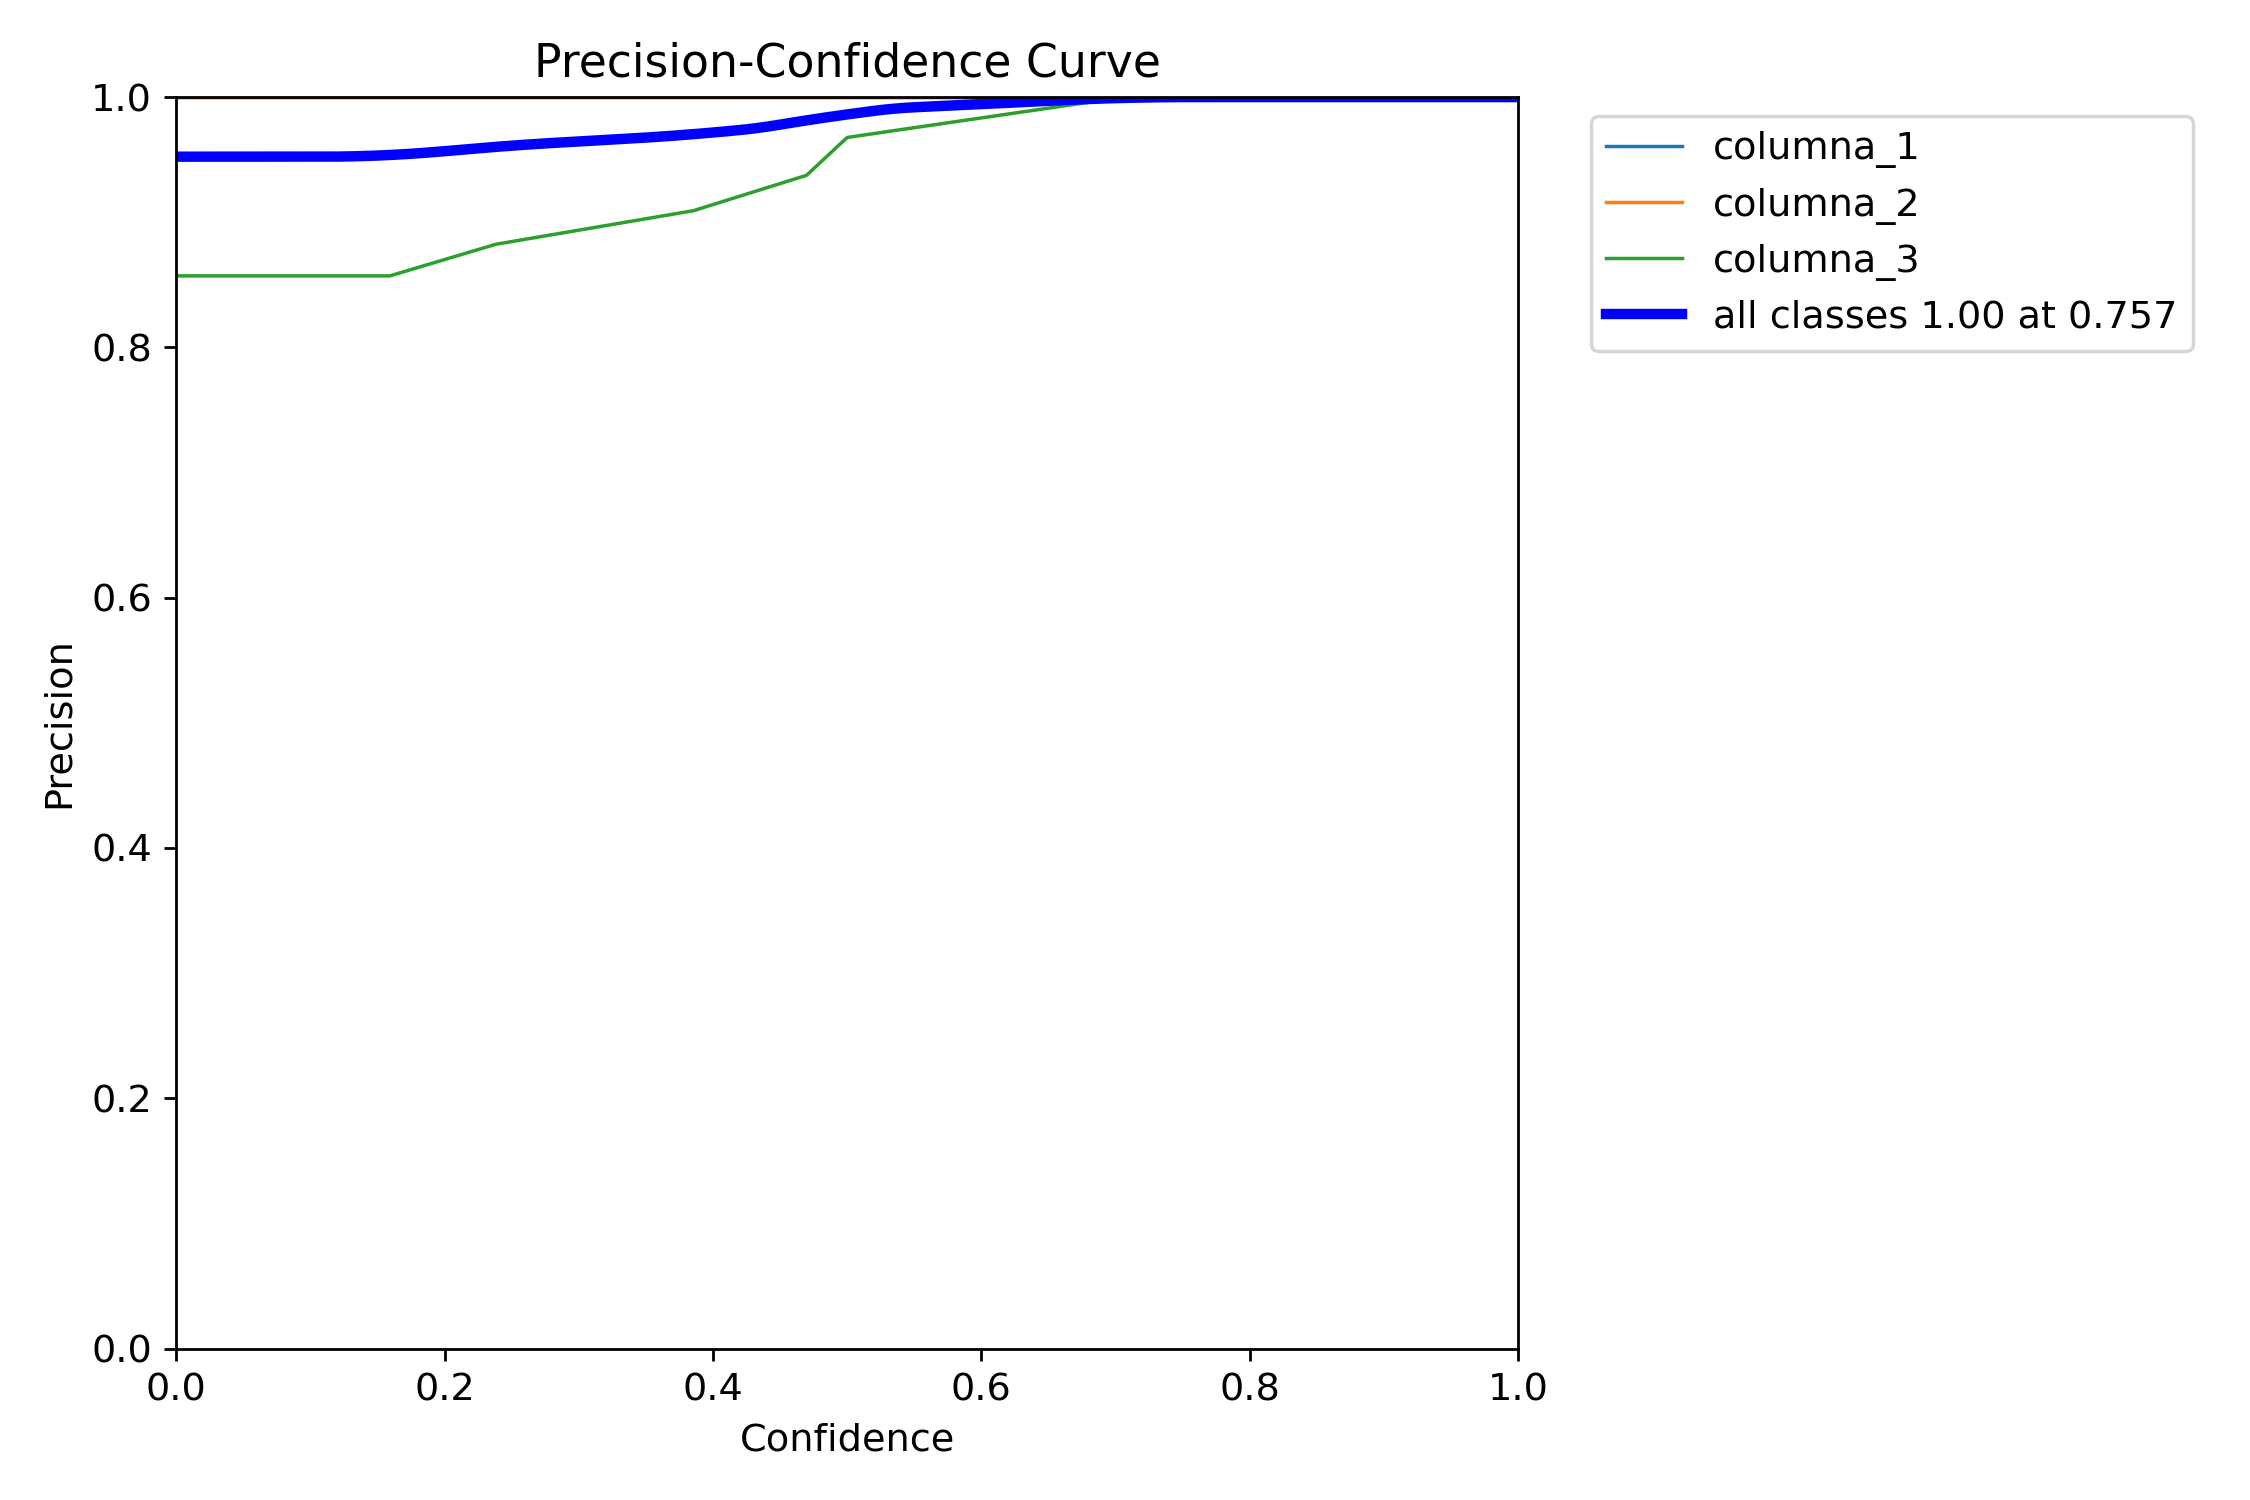 Precision-Confidence Curve
1.0
0.8
0.6
0.4
0.2
0.0
Precision
0.0 0.2 0.4 0.6 0.8 1.0
Confidence
columna_1
columna_2
columna_3
all classes 1.00 at 0.757